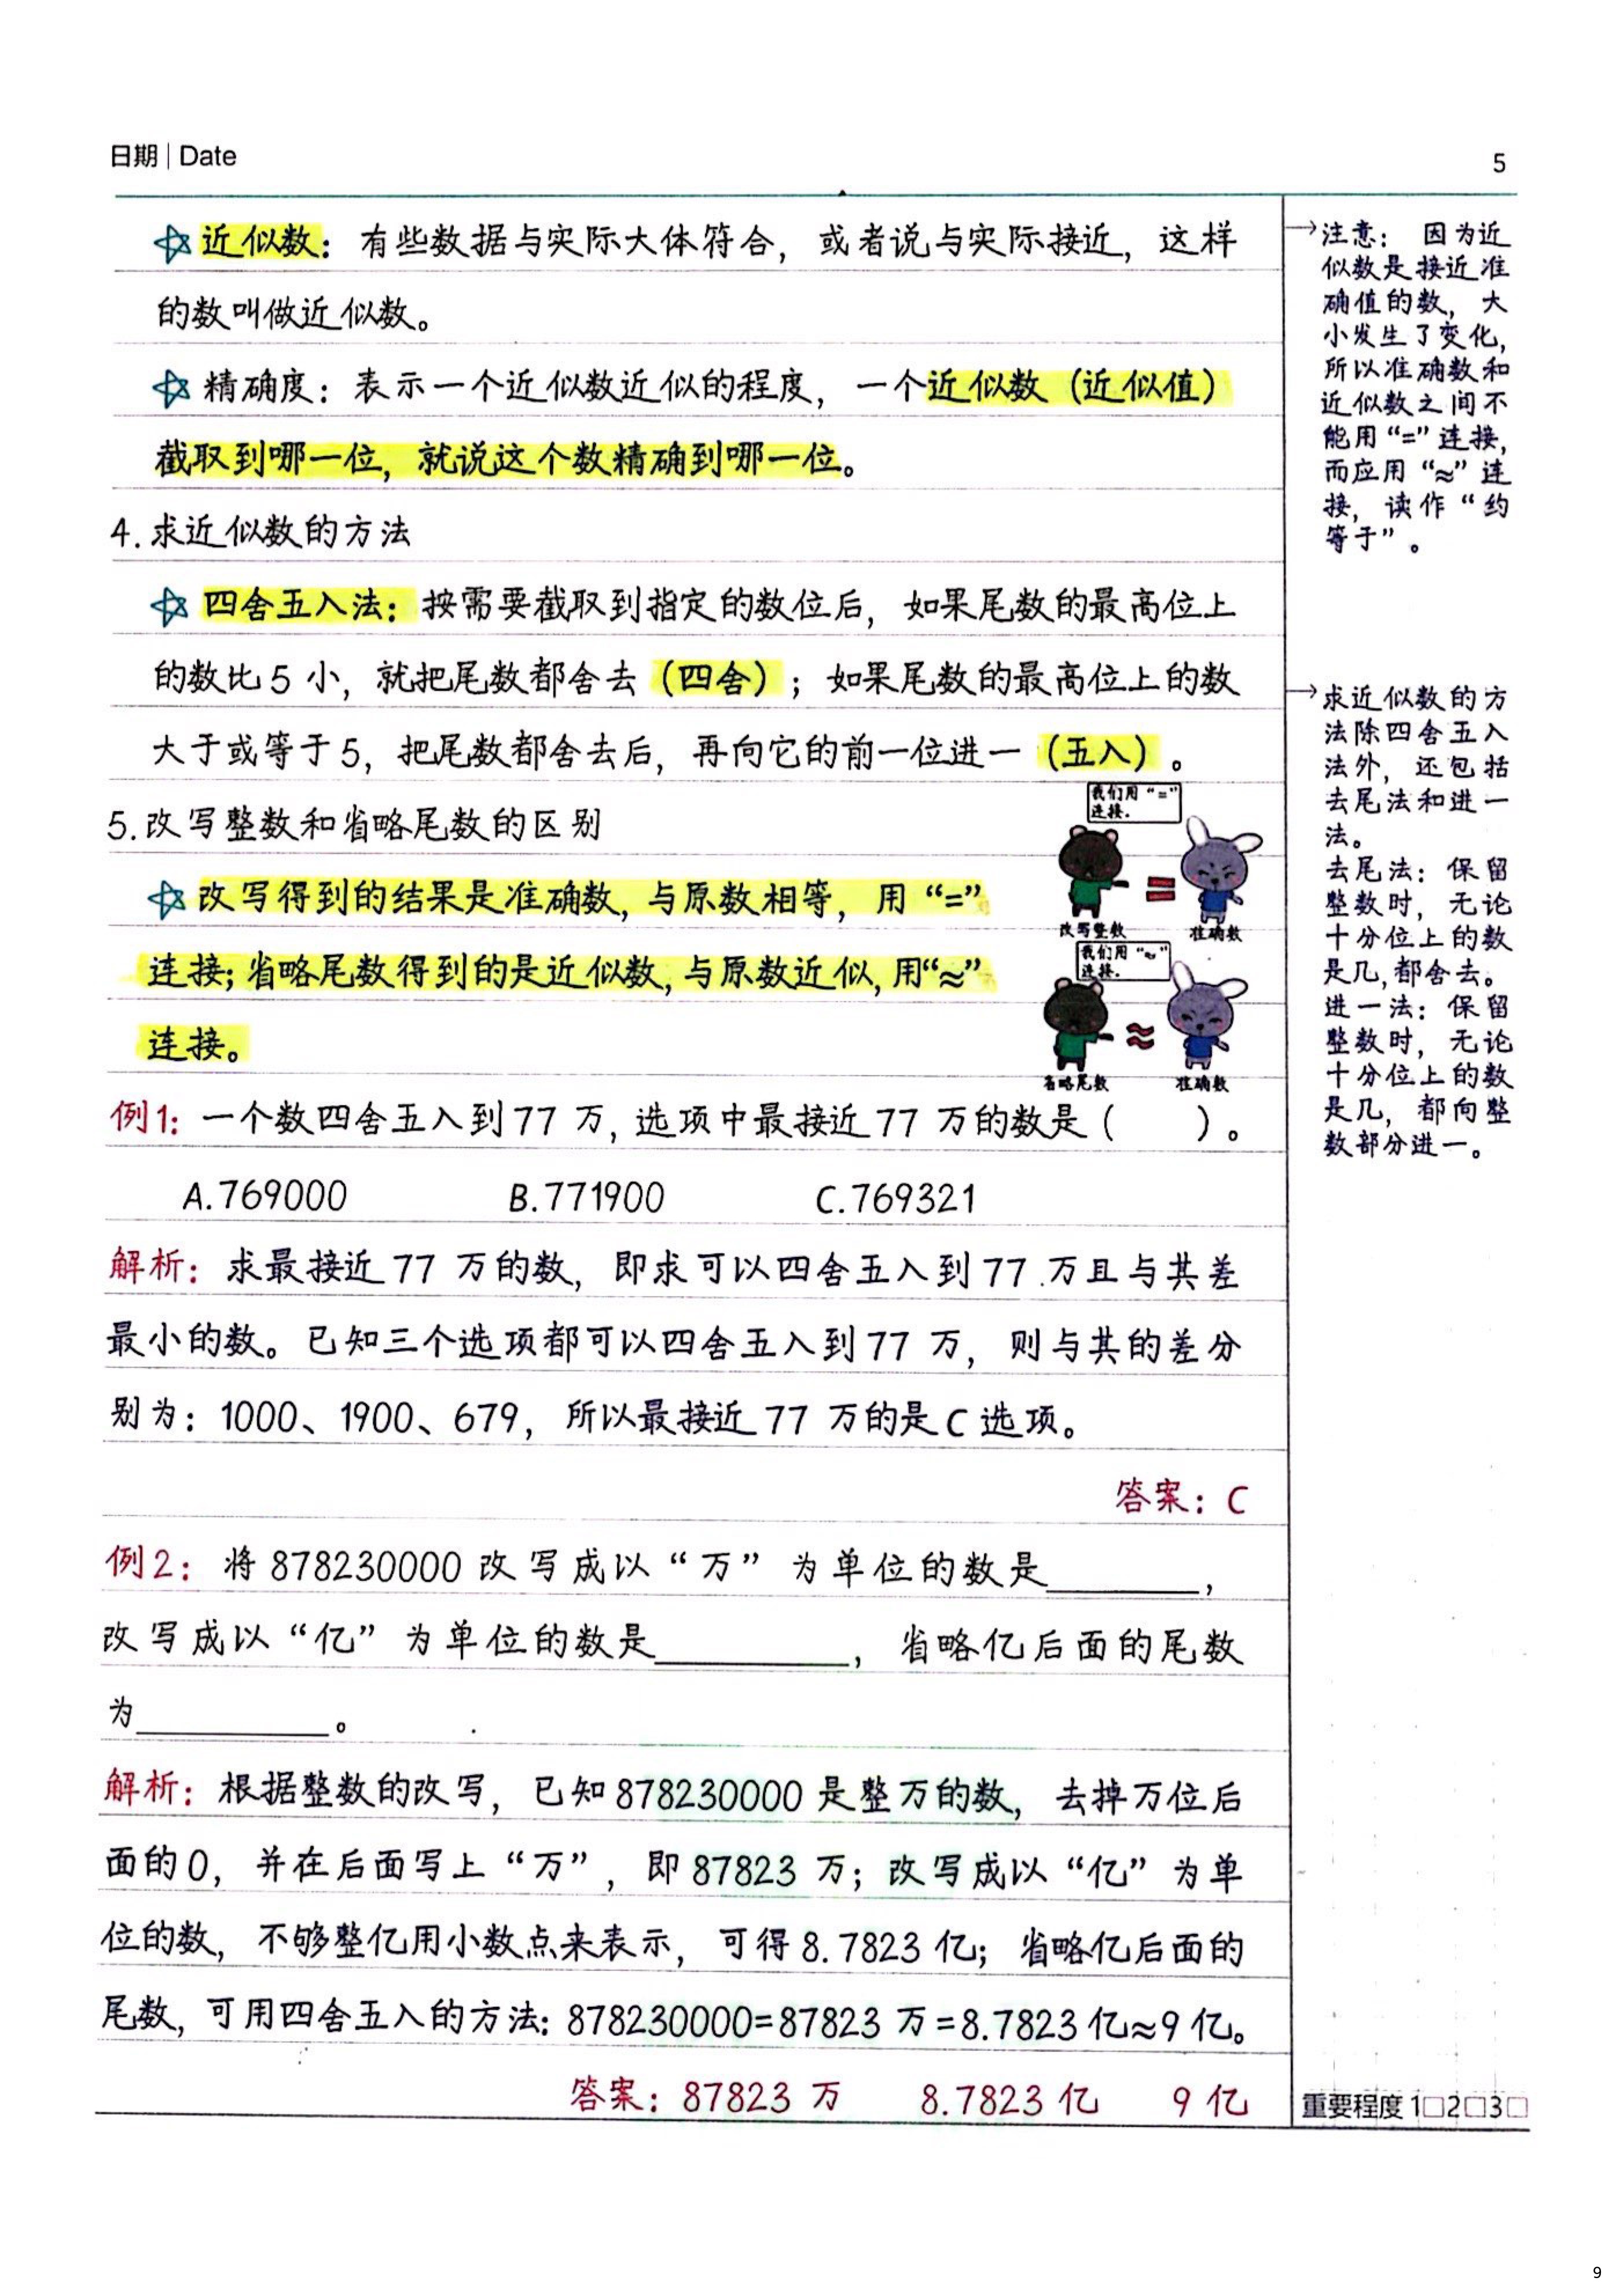 日期 | Date
5
☆ 近似数：有些数据与实际大体符合，或者说与实际接近，这样
的数叫做近似数。
☆ 精确度：表示一个近似数近似的程度，一个近似数（近似值）
截取到哪一位，就说这个数精确到哪一位。
4.求近似数的方法
☆ 四舍五入法：按需要截取到指定的数位后，如果尾数的最高位上
的数比5小，就把尾数都舍去（四舍）；如果尾数的最高位上的数
大于或等于5，把尾数都舍去后，再向它的前一位进一（五入）。
5.改写整数和省略尾数的区别
☆ 改写得到的结果是准确数，与原数相等，用“=”
连接；省略尾数得到的是近似数，与原数近似，用“≈”
连接。
我们用“=”
连接.
=
改写整数 准确数
我们用“≈”
连接.
≈
省略尾数 准确数
例1：一个数四舍五入到77万，选项中最接近77万的数是（　　）。
A.769000 B.771900 C.769321
解析：求最接近77万的数，即求可以四舍五入到77万且与其差
最小的数。已知三个选项都可以四舍五入到77万，则与其的差分
别为：1000、1900、679，所以最接近77万的是C选项。
答案：C
例2：将878230000改写成以“万”为单位的数是________，
改写成以“亿”为单位的数是__________，省略亿后面的尾数
为__________。
解析：根据整数的改写，已知878230000是整万的数，去掉万位后
面的0，并在后面写上“万”，即87823万；改写成以“亿”为单
位的数，不够整亿用小数点来表示，可得8.7823亿；省略亿后面的
尾数，可用四舍五入的方法：878230000=87823万=8.7823亿≈9亿。
答案：87823万 8.7823亿 9亿
→注意：因为近
似数是接近准
确值的数，大
小发生了变化，
所以准确数和
近似数之间不
能用“=”连接，
而应用“≈”连
接，读作“约
等于”。
→求近似数的方
法除四舍五入
法外，还包括
去尾法和进一
法。
去尾法：保留
整数时，无论
十分位上的数
是几，都舍去。
进一法：保留
整数时，无论
十分位上的数
是几，都向整
数部分进一。
重要程度 1□2□3□
9